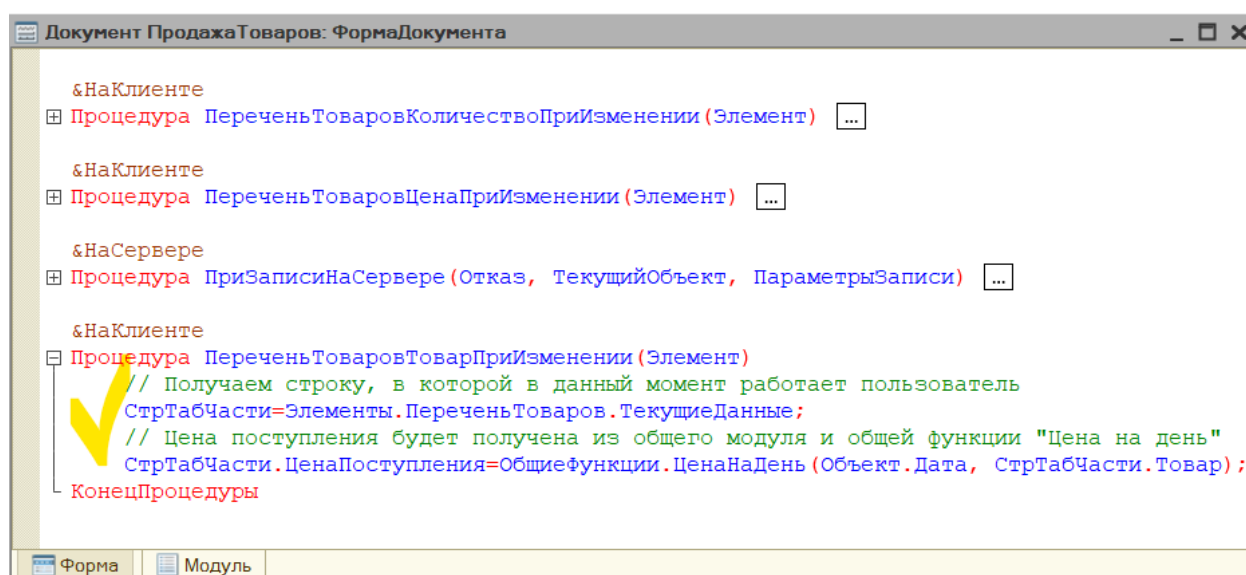 Документ ПродажаТоваров: ФормаДокумента
&НаКлиенте
Процедура ПереченьТоваровКоличествоПриИзменении(Элемент) ...
&НаКлиенте
Процедура ПереченьТоваровЦенаПриИзменении(Элемент) ...
&НаСервере
Процедура ПриЗаписиНаСервере(Отказ, ТекущийОбъект, ПараметрыЗаписи) ...
&НаКлиенте
Процедура ПереченьТоваровТоварПриИзменении(Элемент)
// Получаем строку, в которой в данный момент работает пользователь
СтрТабЧасти=Элементы.ПереченьТоваров.ТекущиеДанные;
// Цена поступления будет получена из общего модуля и общей функции "Цена на день"
СтрТабЧасти.ЦенаПоступления=ОбщиеФункции.ЦенаНаДень(Объект.Дата, СтрТабЧасти.Товар);
КонецПроцедуры
Форма Модуль